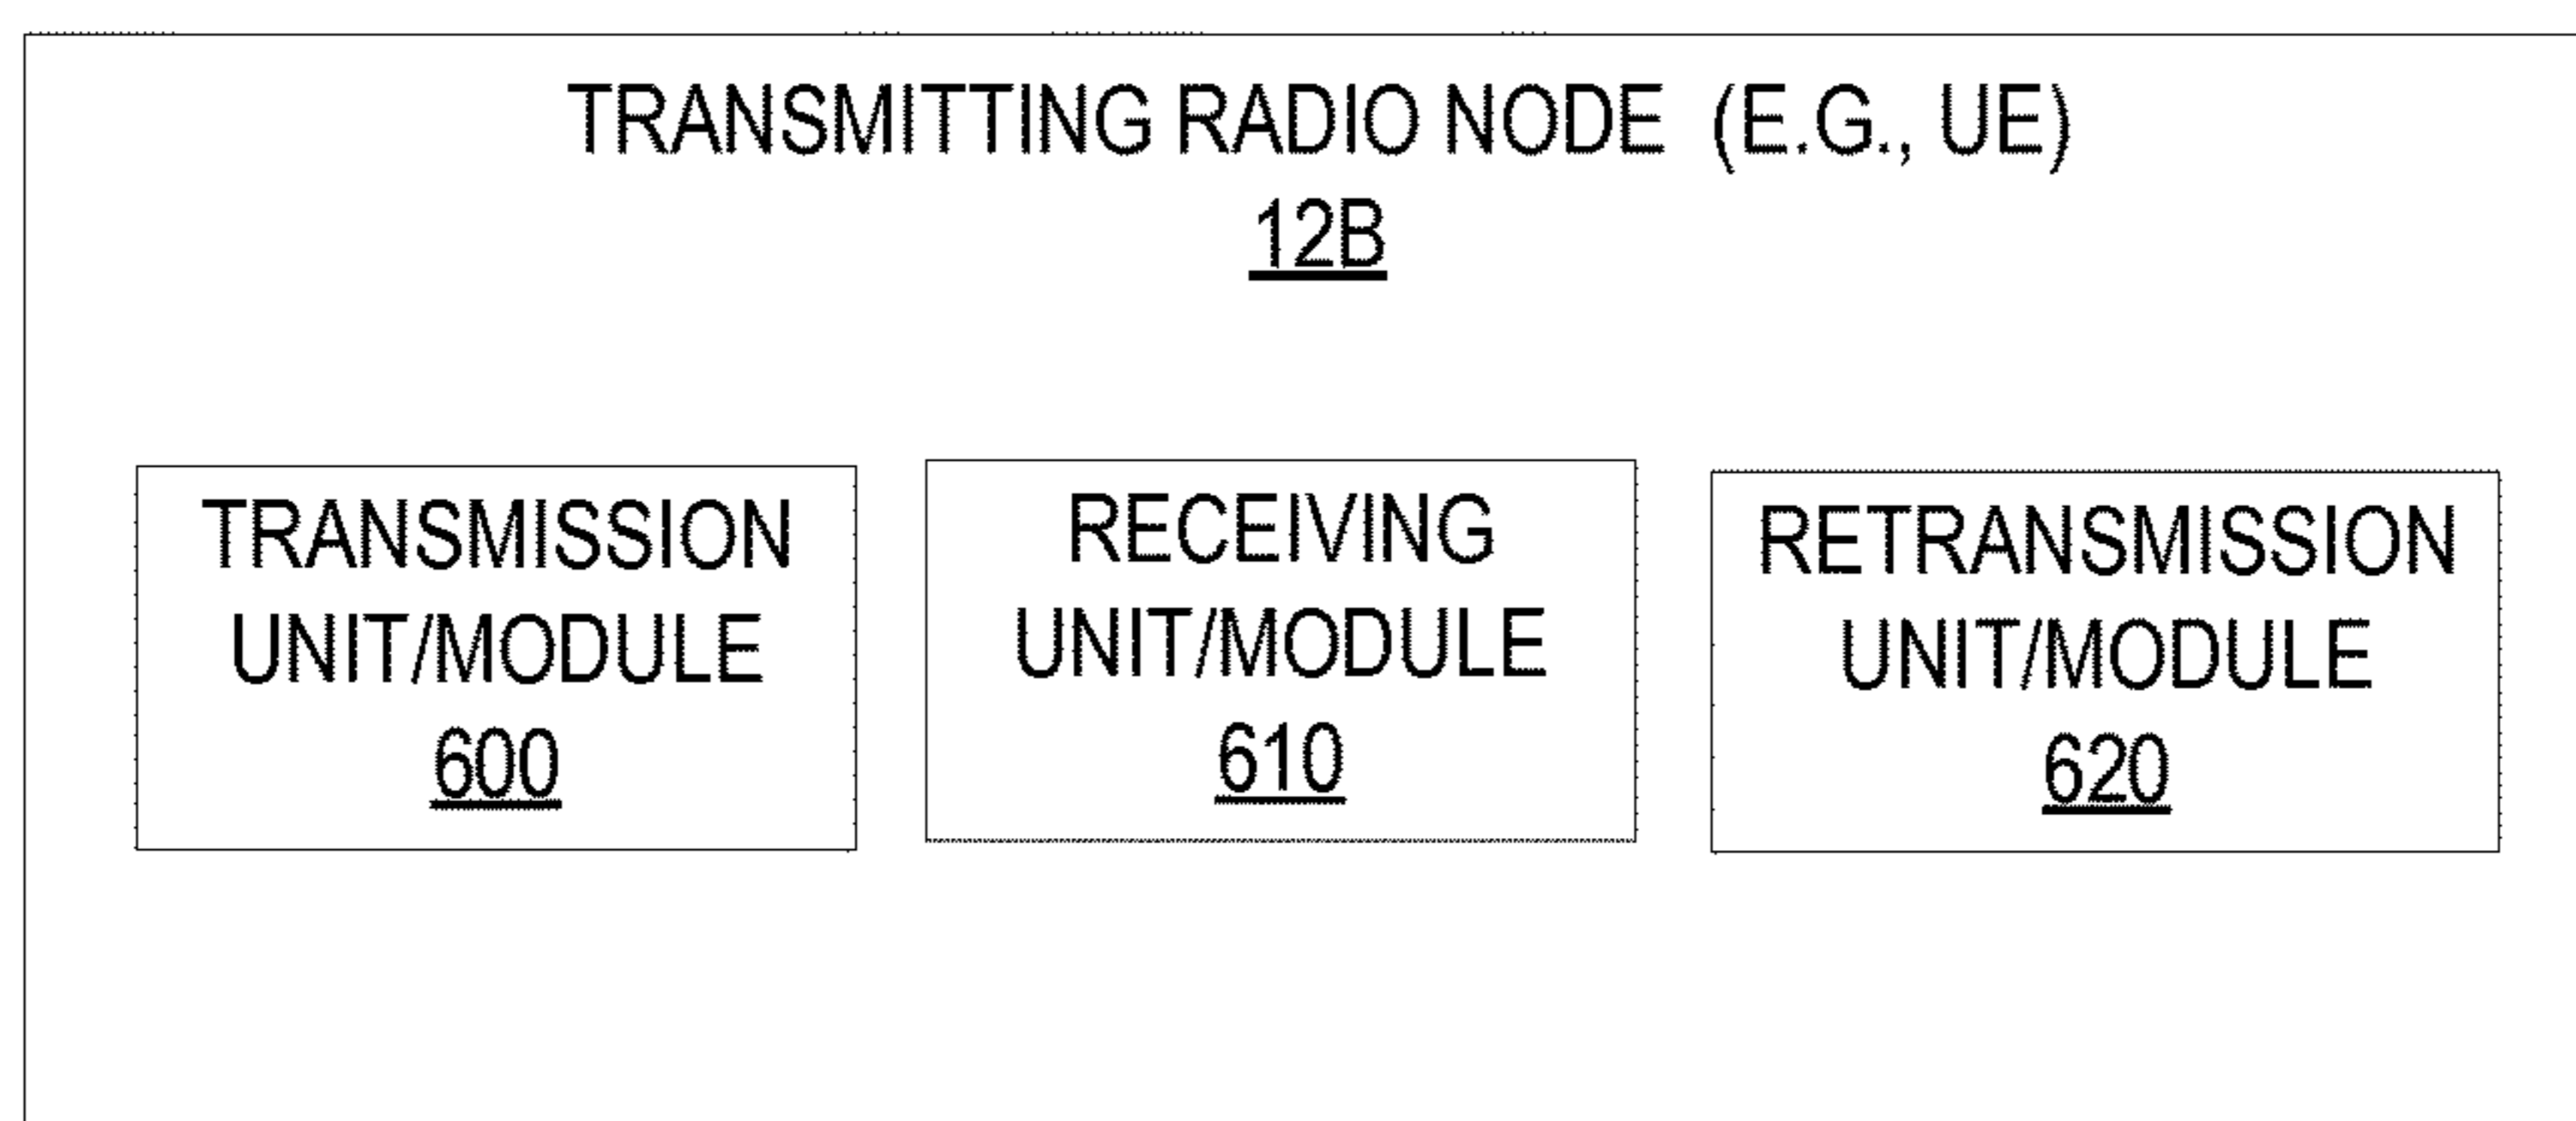 TRANSMITTING RADIO NODE (E.G., UE)
12B
TRANSMISSION
UNIT/MODULE
600
RECEIVING
UNIT/MODULE
610
RETRANSMISSION
UNIT/MODULE
620